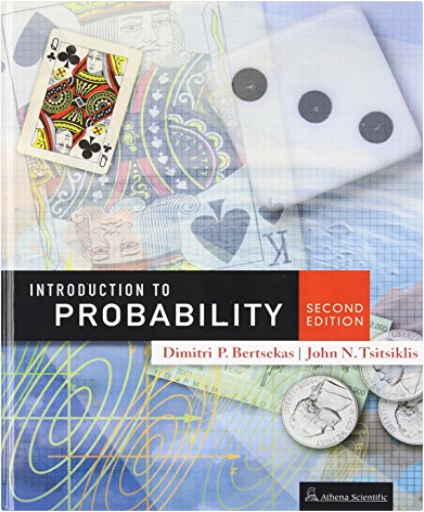 Q
INTRODUCTION TO
PROBABILITY
SECOND
EDITION
Dimitri P. Bertsekas | John N. Tsitsiklis
Athena Scientific